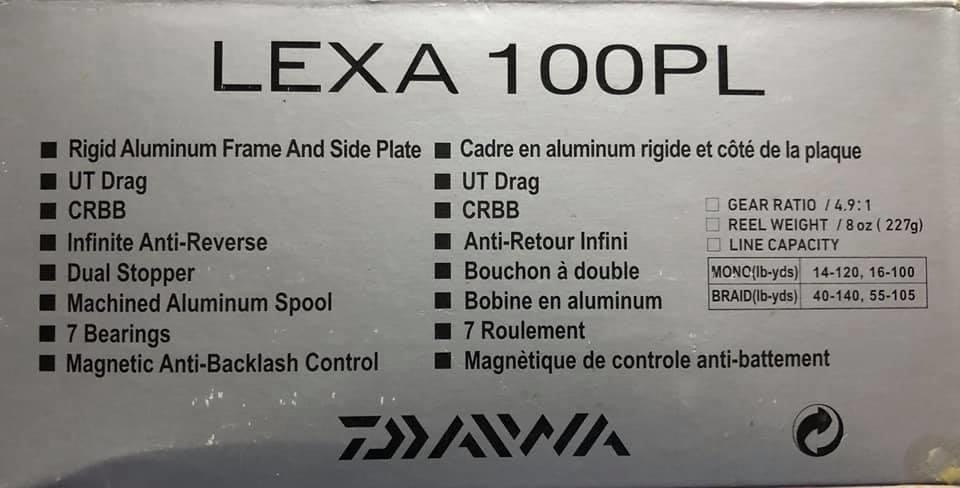 LEXA 100PL
■ Rigid Aluminum Frame And Side Plate
■ UT Drag
■ CRBB
■ Infinite Anti-Reverse
■ Dual Stopper
■ Machined Aluminum Spool
■ 7 Bearings
■ Magnetic Anti-Backlash Control
■ Cadre en aluminum rigide et côté de la plaque
■ UT Drag
■ CRBB
■ Anti-Retour Infini
■ Bouchon à double
■ Bobine en aluminum
■ 7 Roulement
■ Magnètique de controle anti-battement
□ GEAR RATIO / 4.9:1
□ REEL WEIGHT / 8 oz ( 227g)
□ LINE CAPACITY
MONO(lb-yds) 14-120, 16-100
BRAID(lb-yds) 40-140, 55-105
DAIWA